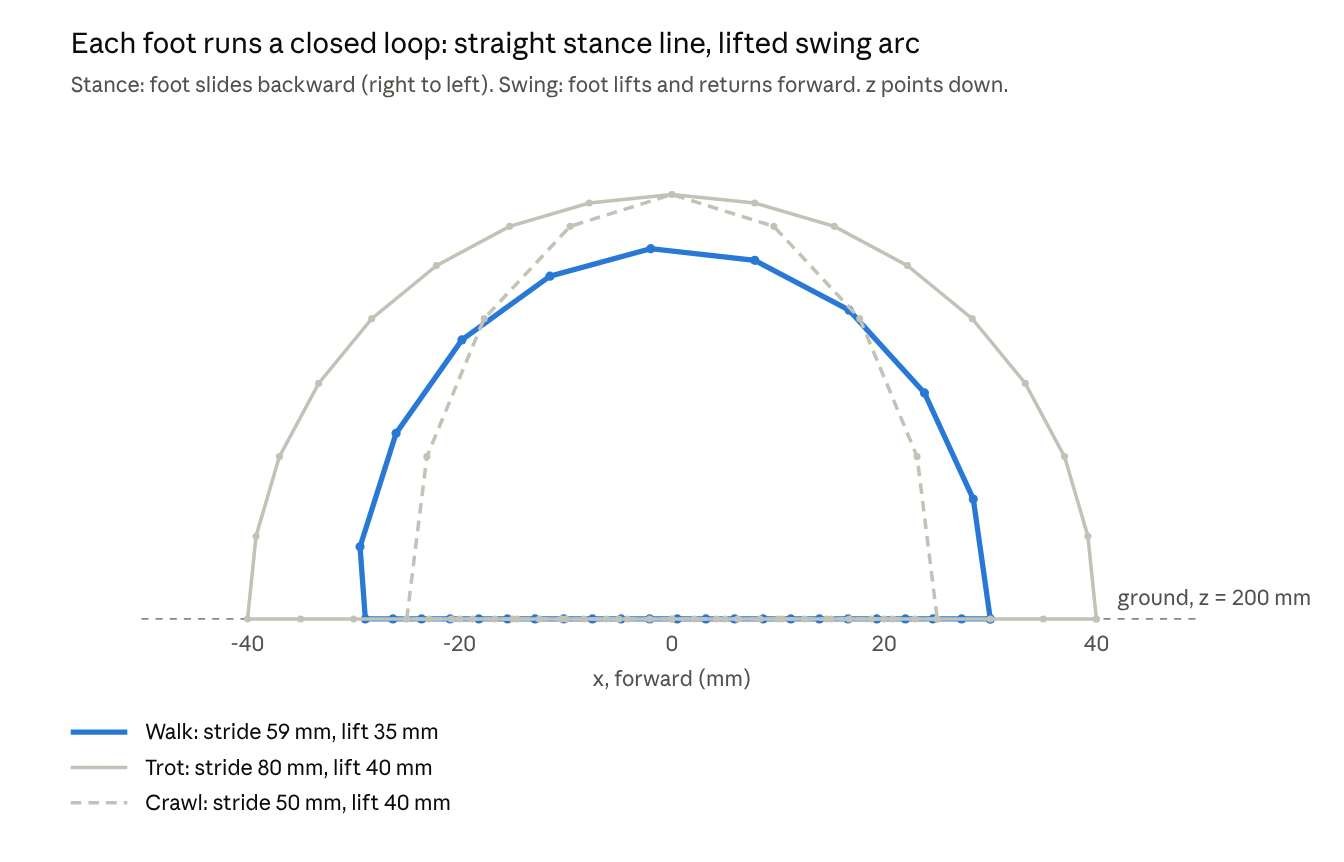 Each foot runs a closed loop: straight stance line, lifted swing arc
Stance: foot slides backward (right to left). Swing: foot lifts and returns forward. z points down.
ground, z = 200 mm
-40
-20
0
20
40
x, forward (mm)
Walk: stride 59 mm, lift 35 mm
Trot: stride 80 mm, lift 40 mm
Crawl: stride 50 mm, lift 40 mm